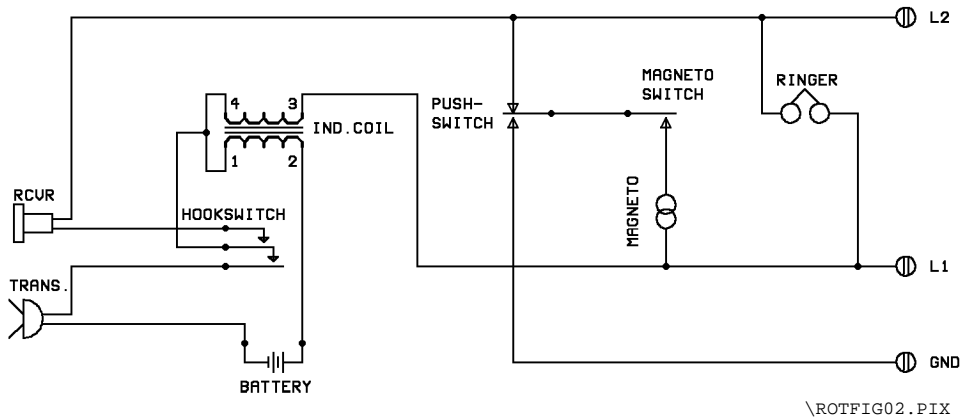 L2
MAGNETO
SWITCH
RINGER
4
3
PUSH-
SWITCH
IND.COIL
1
2
RCVR
HOOKSWITCH
MAGNETO
TRANS.
L1
BATTERY
GND
\ROTFIG02.PIX